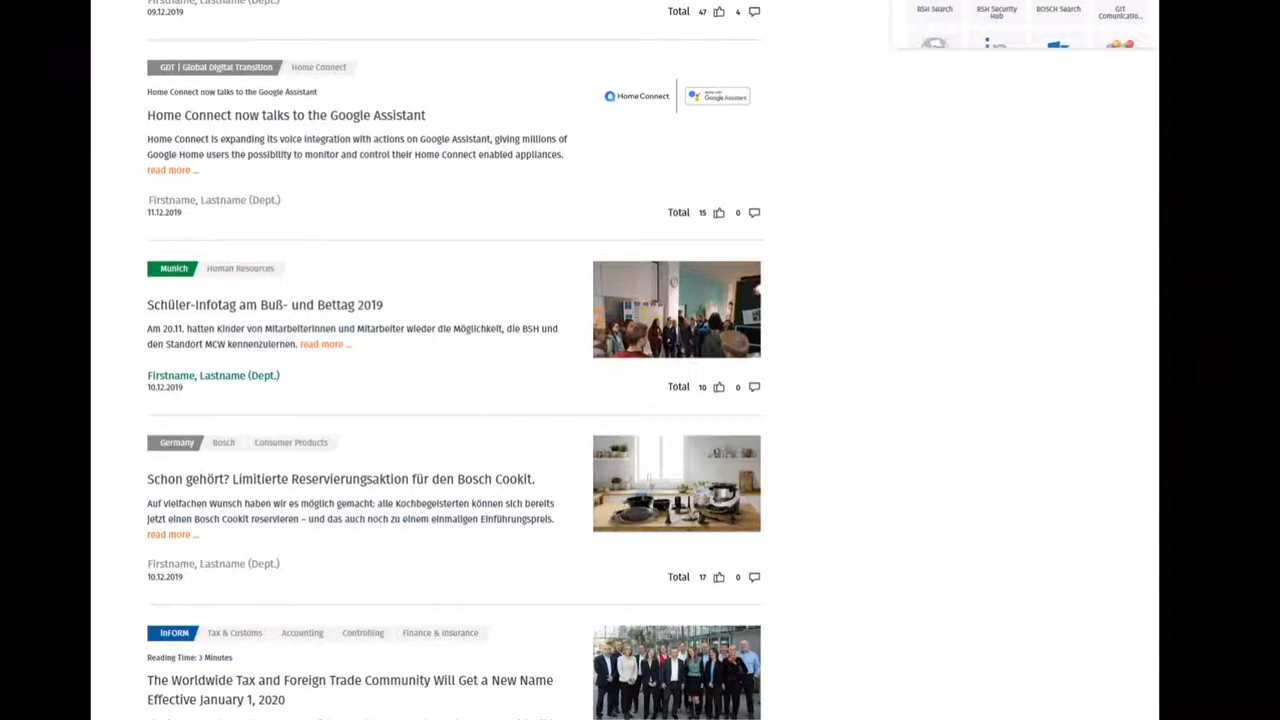 Firstname, Lastname (Dept.)
09.12.2019
Total 47 4
BSH Search
BSH Security Hub
BOSCH Search
GIT Comunicatio...
GDT | Global Digital Transition Home Connect
Home Connect now talks to the Google Assistant
Home Connect now talks to the Google Assistant
Home Connect is expanding its voice integration with actions on Google Assistant, giving millions of
Google Home users the possibility to monitor and control their Home Connect enabled appliances.
read more ...
Home Connect
works with
Google Assistant
Firstname, Lastname (Dept.)
11.12.2019
Total 15 0
Munich Human Resources
Schüler-Infotag am Buß- und Bettag 2019
Am 20.11. hatten Kinder von Mitarbeiterinnen und Mitarbeiter wieder die Möglichkeit, die BSH und
den Standort MCW kennenzulernen. read more ...
Firstname, Lastname (Dept.)
10.12.2019
Total 10 0
Germany Bosch Consumer Products
Schon gehört? Limitierte Reservierungsaktion für den Bosch Cookit.
Auf vielfachen Wunsch haben wir es möglich gemacht: alle Kochbegeisterten können sich bereits
jetzt einen Bosch Cookit reservieren – und das auch noch zu einem einmaligen Einführungspreis.
read more ...
Firstname, Lastname (Dept.)
10.12.2019
Total 17 0
InFORM Tax & Customs Accounting Controlling Finance & Insurance
Reading Time: 3 Minutes
The Worldwide Tax and Foreign Trade Community Will Get a New Name
Effective January 1, 2020